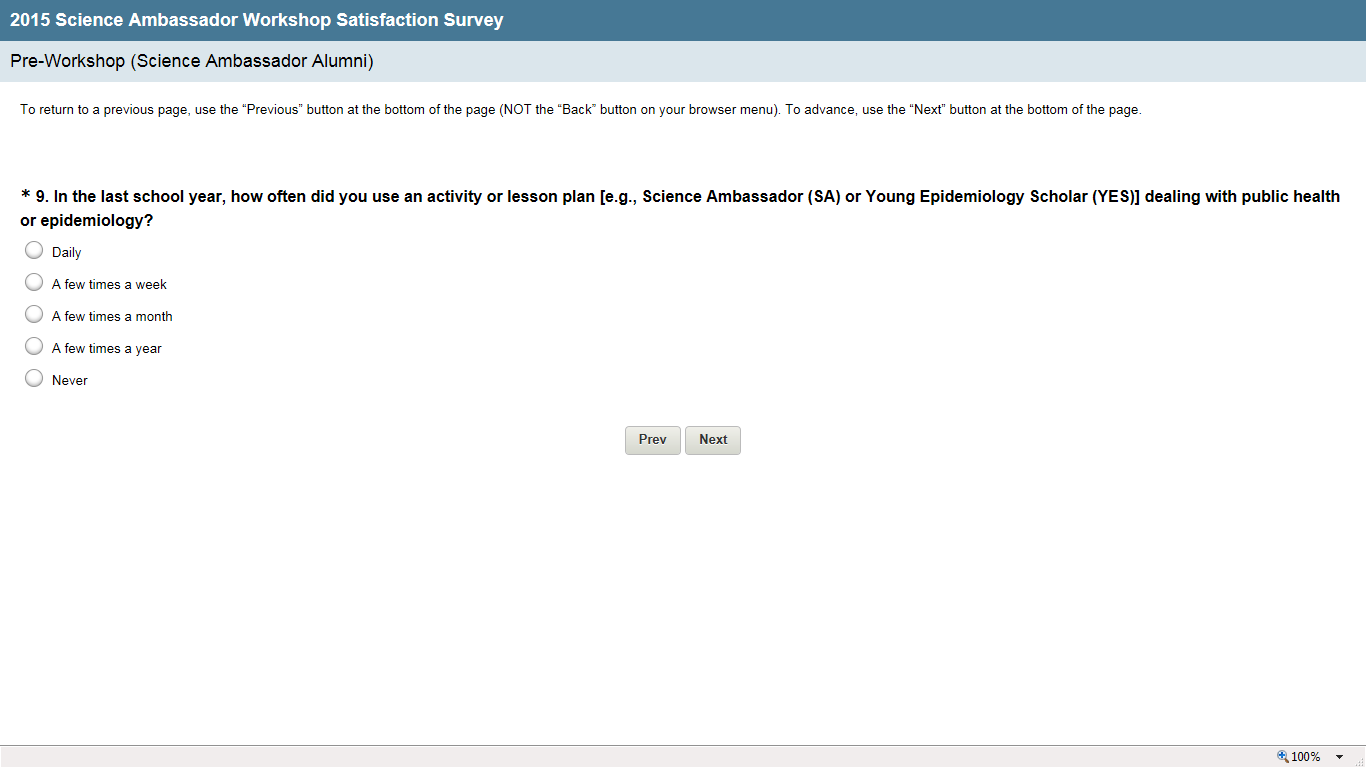 2015 Science Ambassador Workshop Satisfaction Survey
Pre-Workshop (Science Ambassador Alumni)
To return to a previous page, use the “Previous” button at the bottom of the page (NOT the “Back” button on your browser menu). To advance, use the “Next” button at the bottom of the page.
* 9. In the last school year, how often did you use an activity or lesson plan [e.g., Science Ambassador (SA) or Young Epidemiology Scholar (YES)] dealing with public health
or epidemiology?
Daily
A few times a week
A few times a month
A few times a year
Never
Prev Next
100%